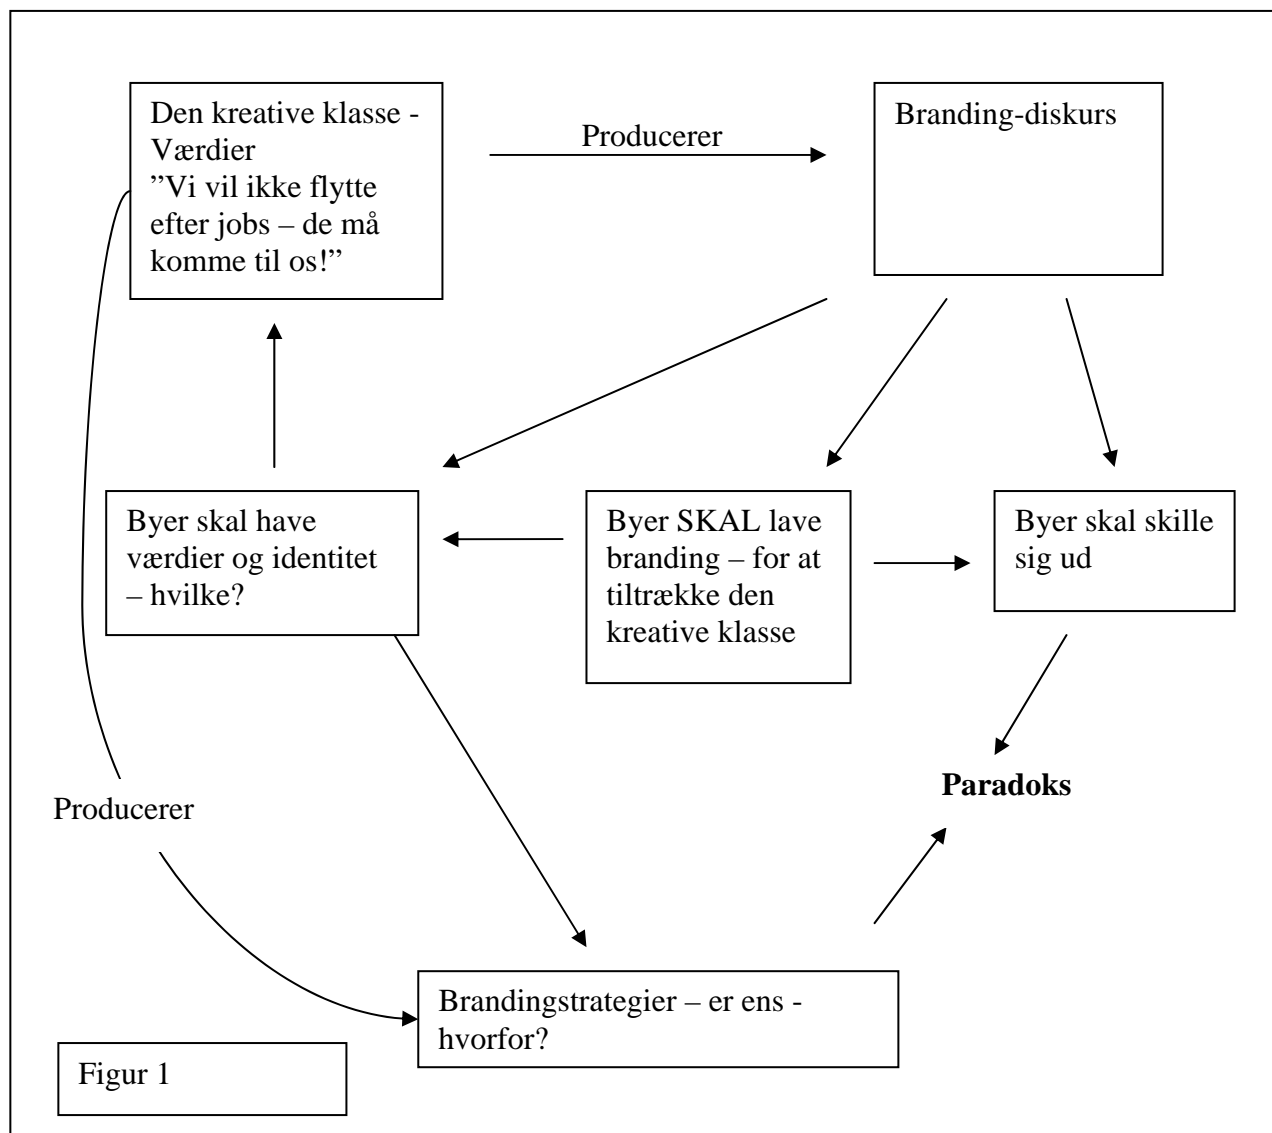 Den kreative klasse -
Værdier
”Vi vil ikke flytte
efter jobs – de må
komme til os!”
Producerer
Branding-diskurs
Byer skal have
værdier og identitet
– hvilke?
Byer SKAL lave
branding – for at
tiltrække den
kreative klasse
Byer skal skille
sig ud
Paradoks
Producerer
Brandingstrategier – er ens -
hvorfor?
Figur 1